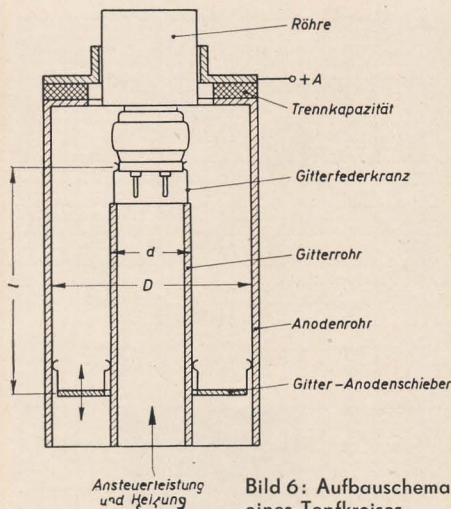 Röhre
+A
Trennkapazität
Gitterfederkranz
d
Gitterrohr
l
D
Anodenrohr
Gitter-Anodenschieber
Ansteuerleistung
und Heizung
Bild 6: Aufbauschema
eines Topfkreises